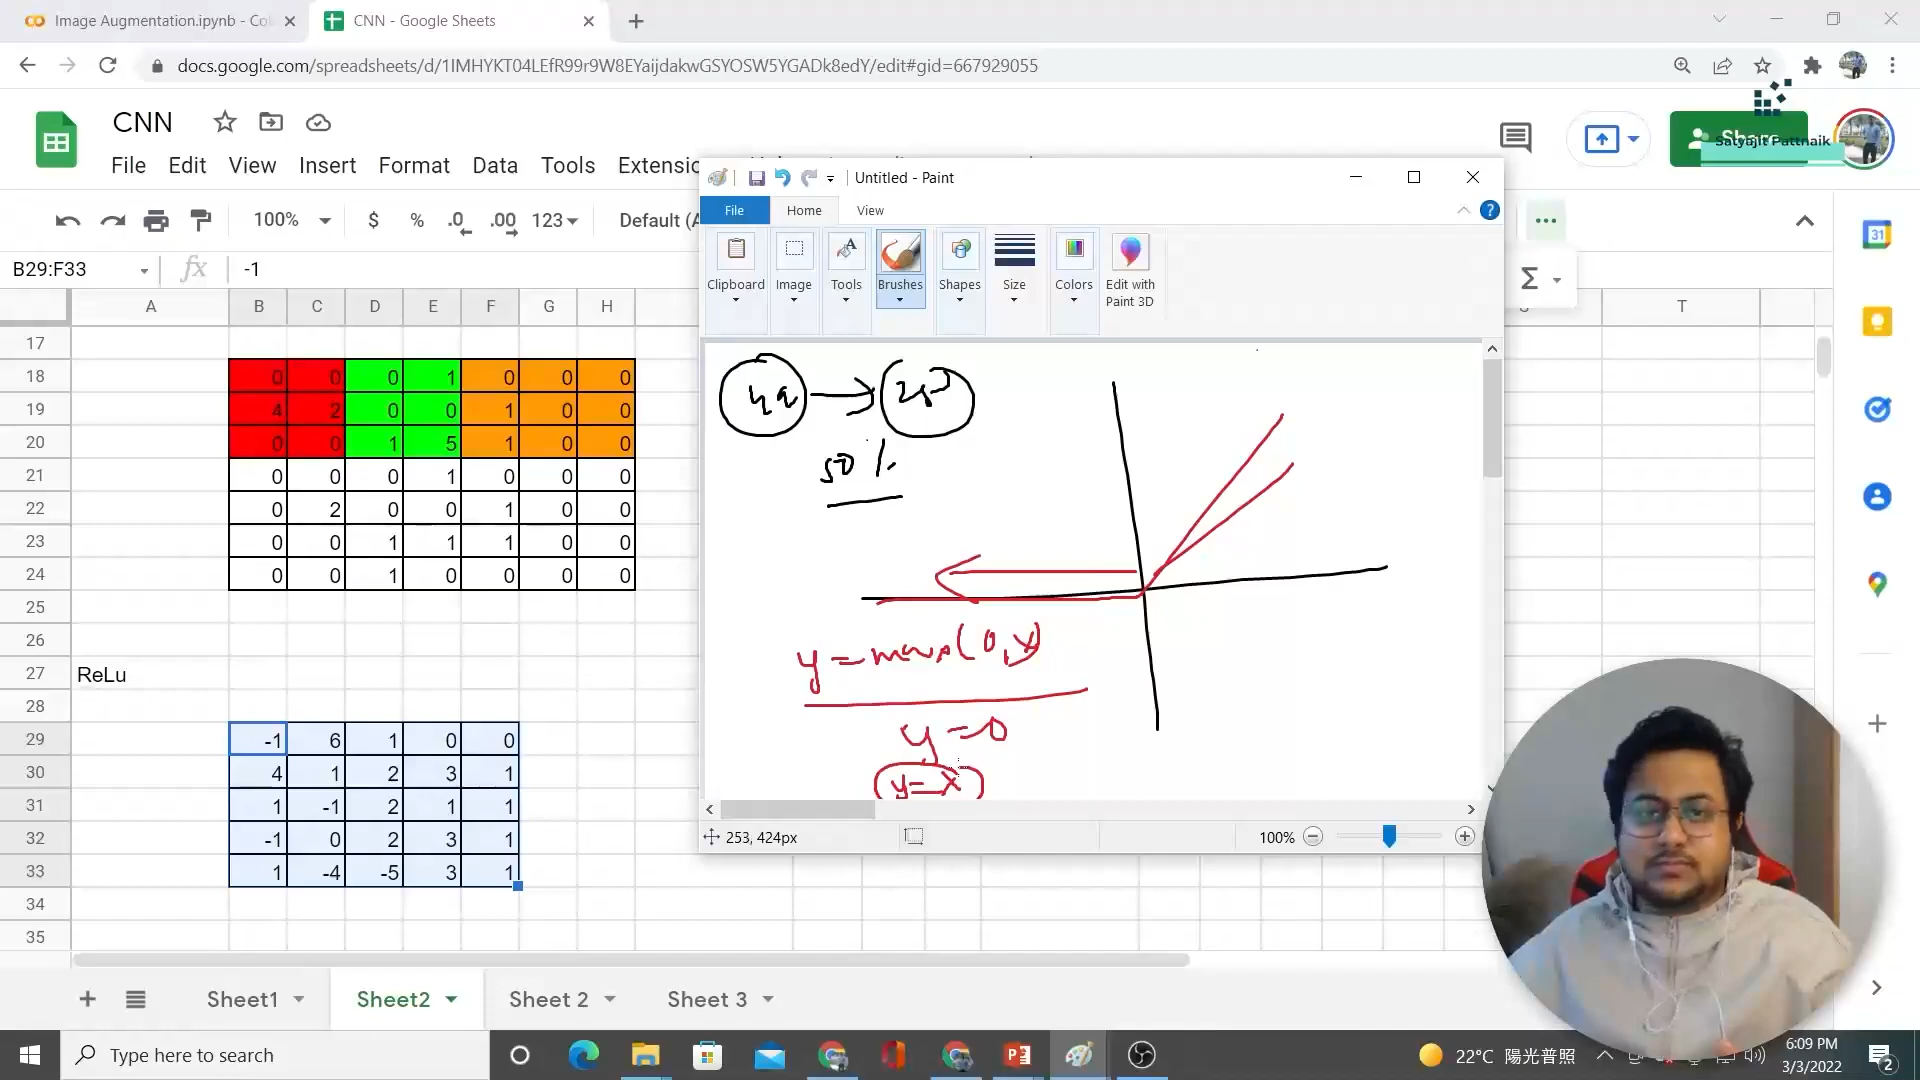 Image Augmentation.ipynb - Co
CNN - Google Sheets
docs.google.com/spreadsheets/d/1IMHYKT04LEfR99r9W8EYaijdakwGSYOSW5YGADk8edY/edit#gid=667929055
CNN
File Edit View Insert Format Data Tools Extensio
Share
Satyajit Pattnaik
100% $ % .0 .00 123 Default (A
B29:F33 fx -1
Untitled - Paint
File Home View
Clipboard Image Tools Brushes Shapes Size Colors Edit with
Paint 3D
A B C D E F G H T
17
18 0 0 0 1 0 0 0
19 4 2 0 0 1 0 0
20 0 0 1 5 1 0 0
21 0 0 0 1 0 0 0
22 0 2 0 0 1 0 0
23 0 0 1 1 1 0 0
24 0 0 1 0 0 0 0
25
26
27 ReLu
28
29 -1 6 1 0 0
30 4 1 2 3 1
31 1 -1 2 1 1
32 -1 0 2 3 1
33 1 -4 -5 3 1
34
35
50 %
y = max(0,x)
y = 0
y = x
253, 424px
100%
Sheet1 Sheet2 Sheet 2 Sheet 3
Type here to search
22°C 陽光普照
6:09 PM
3/3/2022
2